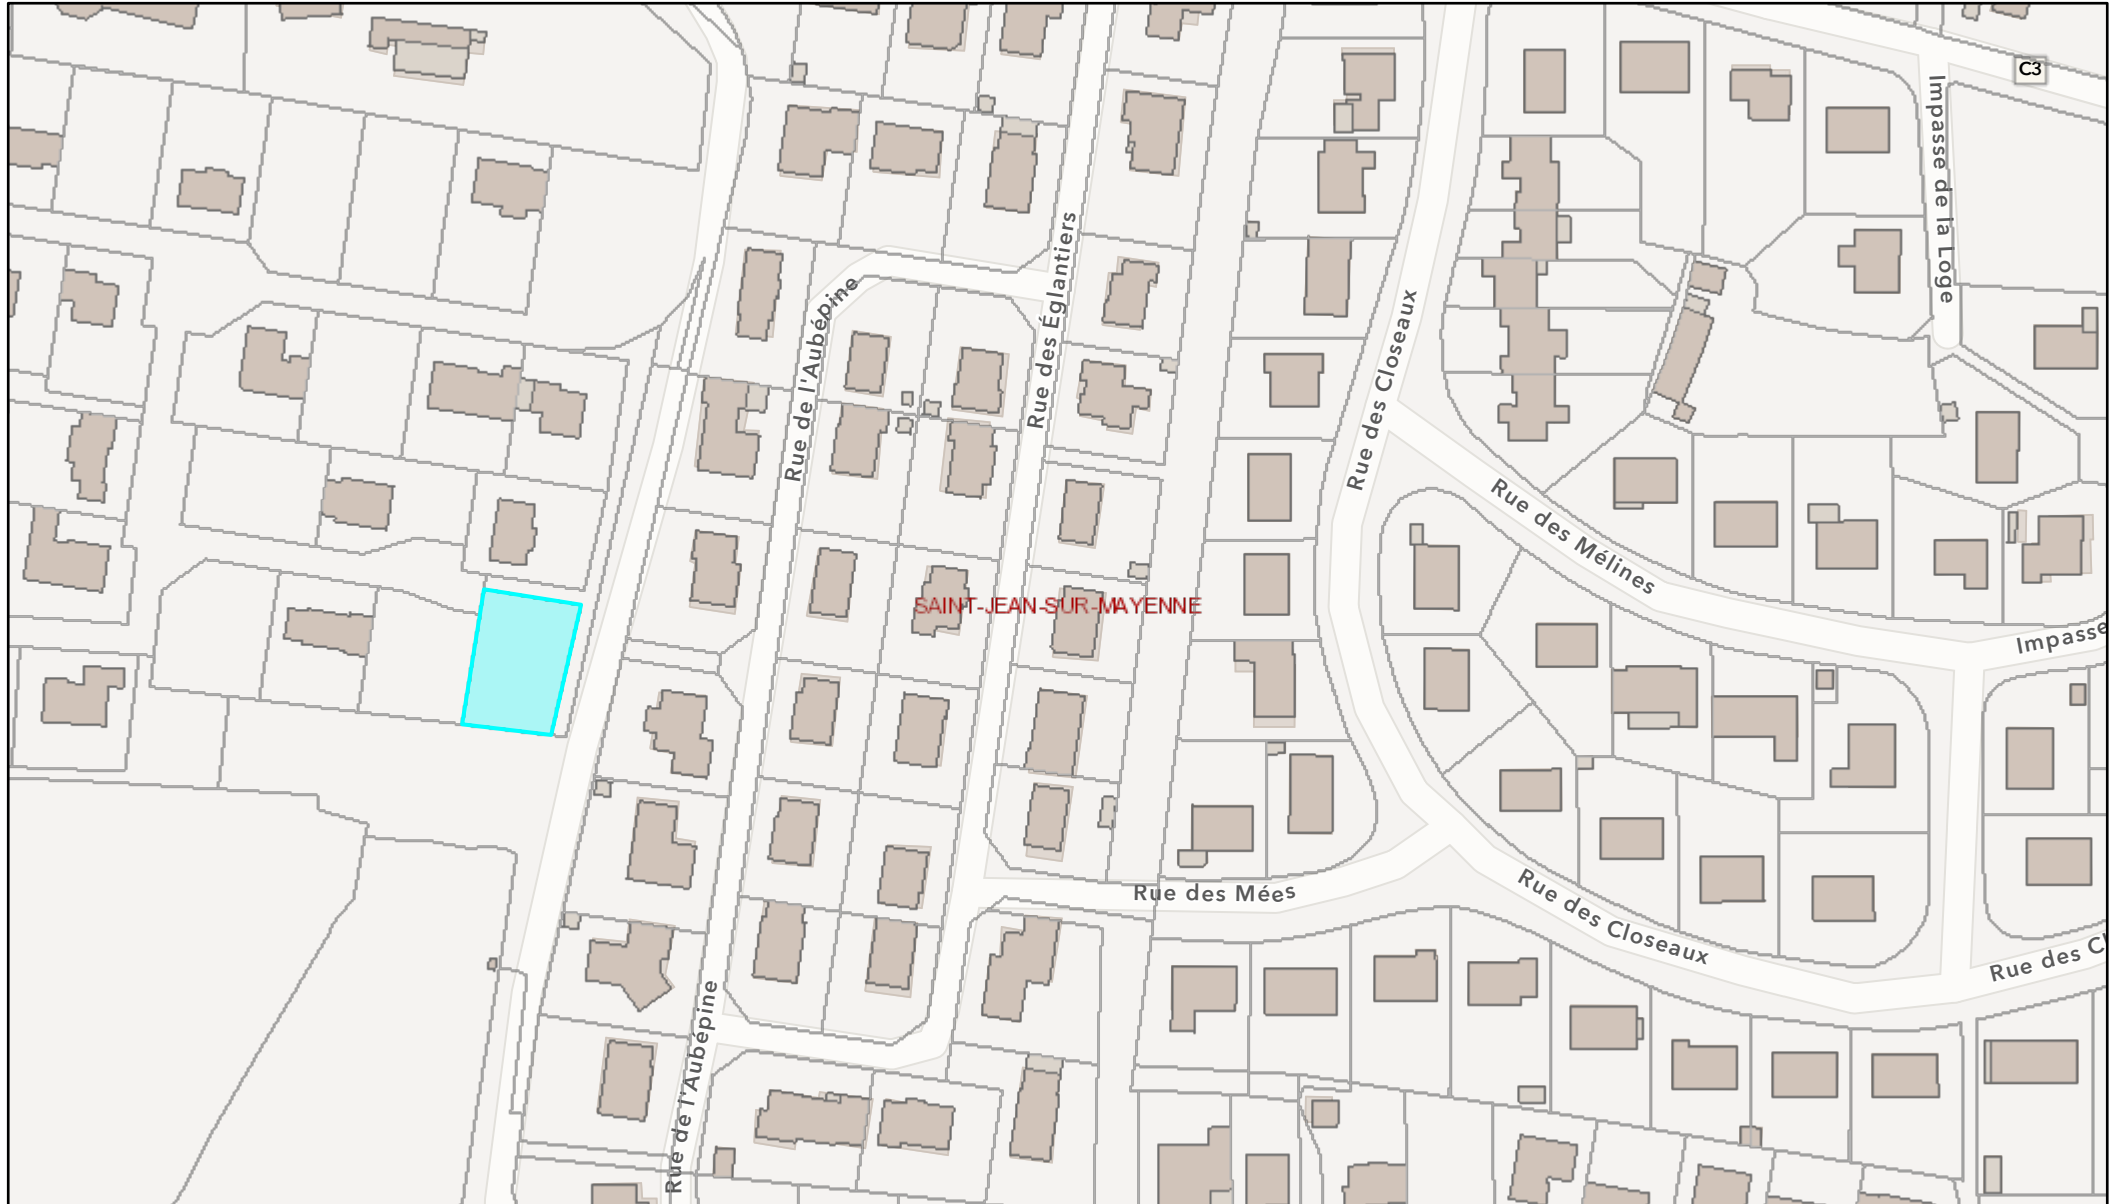 C3
Impasse de la Loge
Rue des Églantiers
Rue de l'Aubépine
Rue des Closeaux
Rue des Mélines
SAINT-JEAN-SUR-MAYENNE
Impasse
Rue des Mées
Rue des Closeaux
Rue des Cl
Rue de l'Aubépine